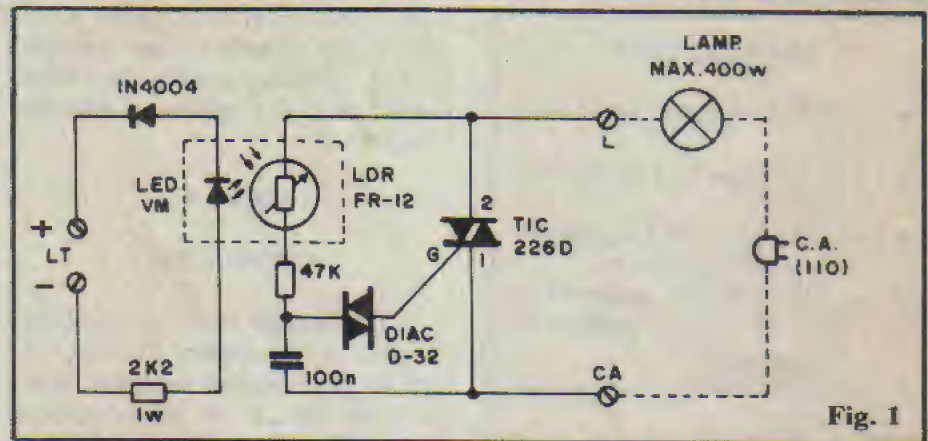 LAMP.
MAX.400w
IN4004
L
LED
VM
LDR
FR-12
2
TIC
226D
G
1
C.A.
(110)
+
LT
-
47K
DIAC
D-32
100n
2K2
1w
CA
Fig. 1